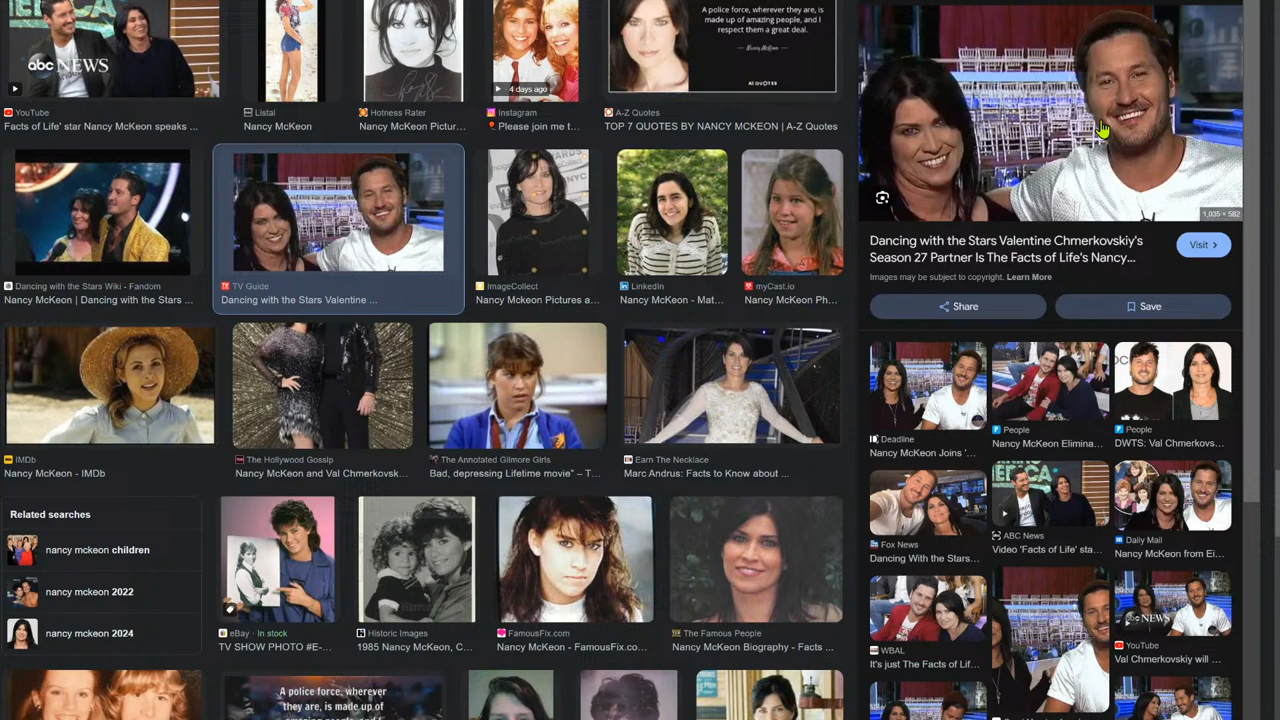 abc NEWS
YouTube
Facts of Life' star Nancy McKeon speaks ...
Listal
Nancy McKeon
Hotness Rater
Nancy McKeon Pictur...
4 days ago
Instagram
Please join me t...
A police force, wherever they are, is
made up of amazing people, and I
respect them a great deal.
Nancy McKeon
AZ QUOTES
A-Z Quotes
TOP 7 QUOTES BY NANCY MCKEON | A-Z Quotes
Dancing with the Stars Wiki - Fandom
Nancy McKeon | Dancing with the Stars ...
TV Guide
Dancing with the Stars Valentine ...
ImageCollect
Nancy Mckeon Pictures a...
LinkedIn
Nancy McKeon - Mat...
myCast.io
Nancy McKeon Ph...
IMDb
Nancy McKeon - IMDb
The Hollywood Gossip
Nancy McKeon and Val Chmerkovsk...
The Annotated Gilmore Girls
Bad, depressing Lifetime movie" – T...
Earn The Necklace
Marc Andrus: Facts to Know about ...
Related searches
nancy mckeon children
nancy mckeon 2022
nancy mckeon 2024
eBay · In stock
TV SHOW PHOTO #E-...
Historic Images
1985 Nancy McKeon, C...
FamousFix.com
Nancy McKeon - FamousFix.co...
The Famous People
Nancy McKeon Biography - Facts ...
A police force, wherever
they are, is made up of
1,035 × 582
Dancing with the Stars Valentine Chmerkovskiy's
Season 27 Partner Is The Facts of Life's Nancy...
Visit
Images may be subject to copyright. Learn More
Share
Save
Deadline
Nancy McKeon Joins '...
People
Nancy McKeon Elimina...
People
DWTS: Val Chmerkovs...
Fox News
Dancing With the Stars...
ABC News
Video 'Facts of Life' sta...
Daily Mail
Nancy McKeon from Ei...
WBAL
It's just The Facts of Lif...
NEWS
YouTube
Val Chmerkovskiy will ...